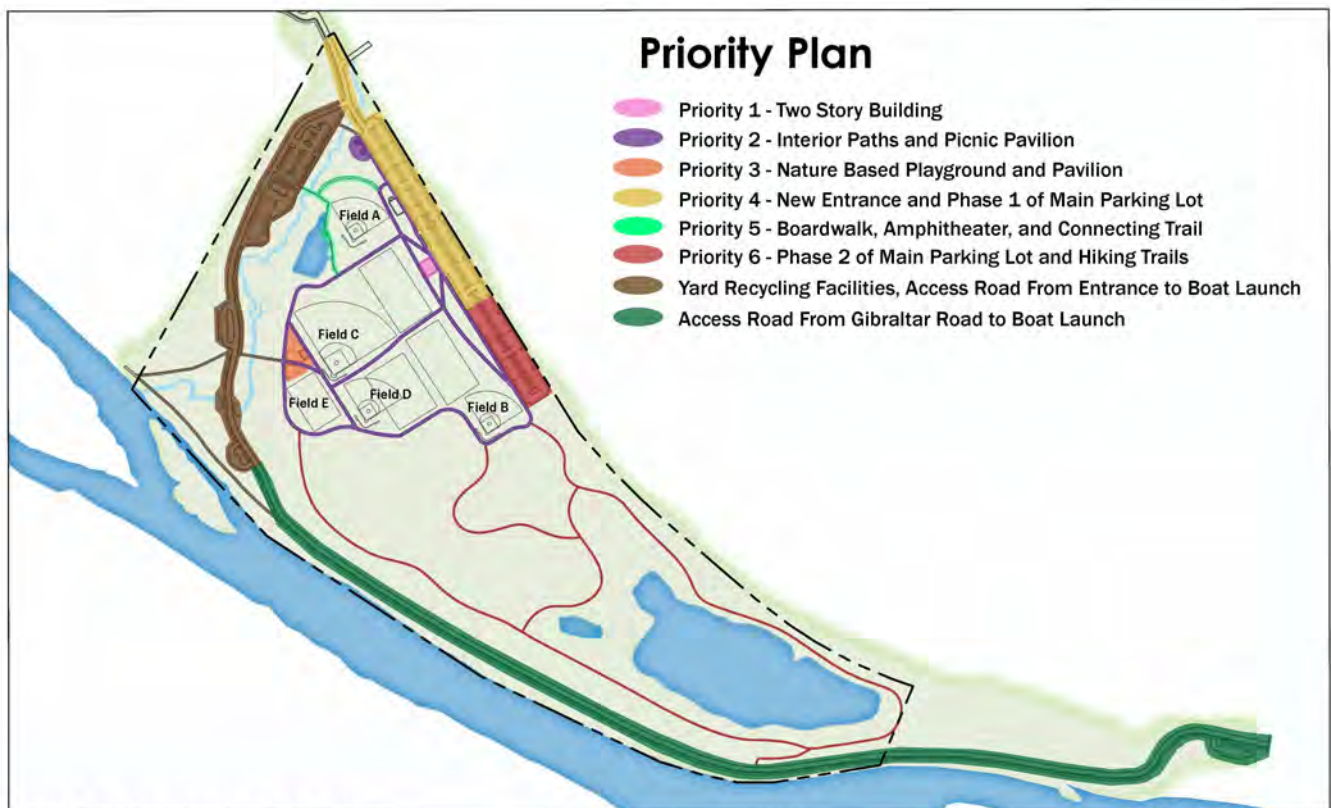 Priority Plan
Priority 1 - Two Story Building
Priority 2 - Interior Paths and Picnic Pavilion
Priority 3 - Nature Based Playground and Pavilion
Priority 4 - New Entrance and Phase 1 of Main Parking Lot
Priority 5 - Boardwalk, Amphitheater, and Connecting Trail
Priority 6 - Phase 2 of Main Parking Lot and Hiking Trails
Yard Recycling Facilities, Access Road From Entrance to Boat Launch
Access Road From Gibraltar Road to Boat Launch
Field A
Field C
Field D
Field E
Field B